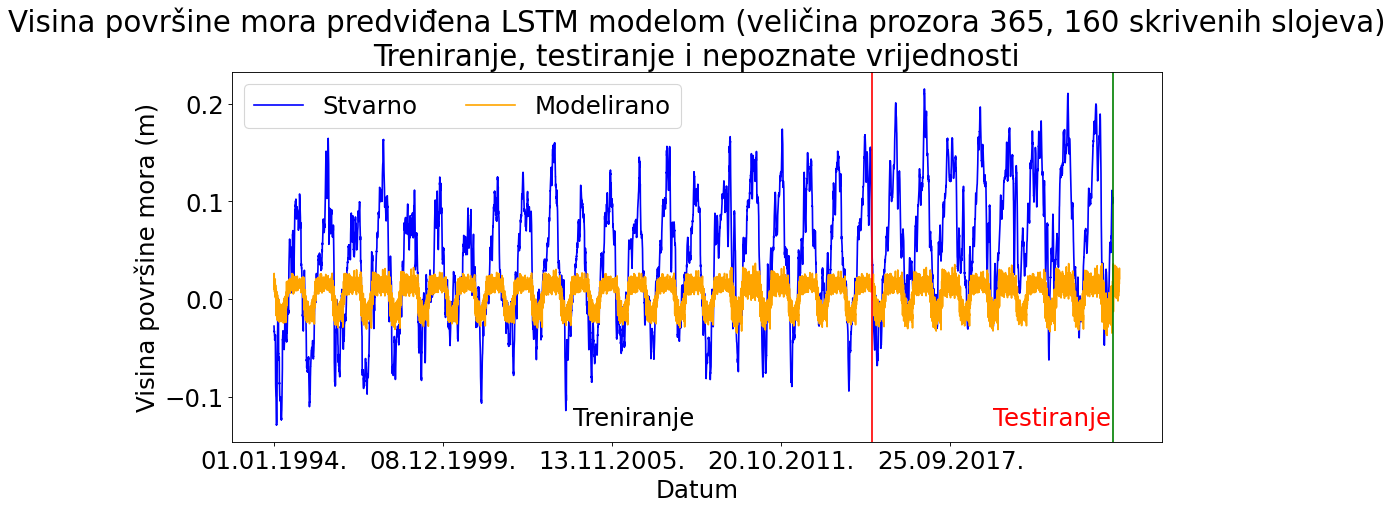 Visina površine mora predviđena LSTM modelom (veličina prozora 365, 160 skrivenih slojeva)
Treniranje, testiranje i nepoznate vrijednosti
Stvarno
Modelirano
Visina površine mora (m)
0.2
0.1
0.0
−0.1
Treniranje
Testiranje
01.01.1994.
08.12.1999.
13.11.2005.
20.10.2011.
25.09.2017.
Datum